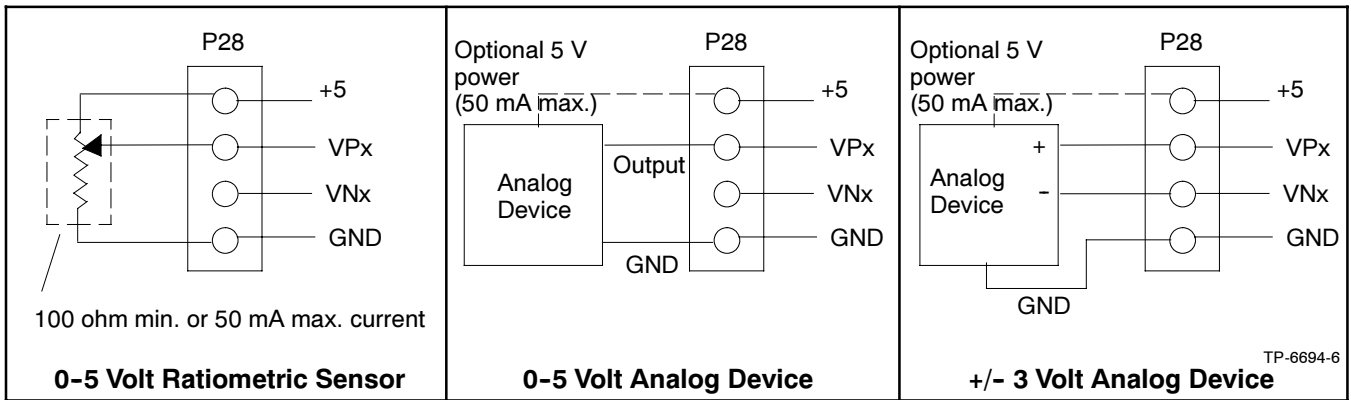 P28
+5
VPx
VNx
GND
100 ohm min. or 50 mA max. current
0-5 Volt Ratiometric Sensor
Optional 5 V
power
(50 mA max.)
P28
+5
Output
VPx
Analog
Device
VNx
GND
GND
0-5 Volt Analog Device
Optional 5 V
power
(50 mA max.)
P28
+5
+
VPx
Analog
Device
-
VNx
GND
GND
TP-6694-6
+/- 3 Volt Analog Device